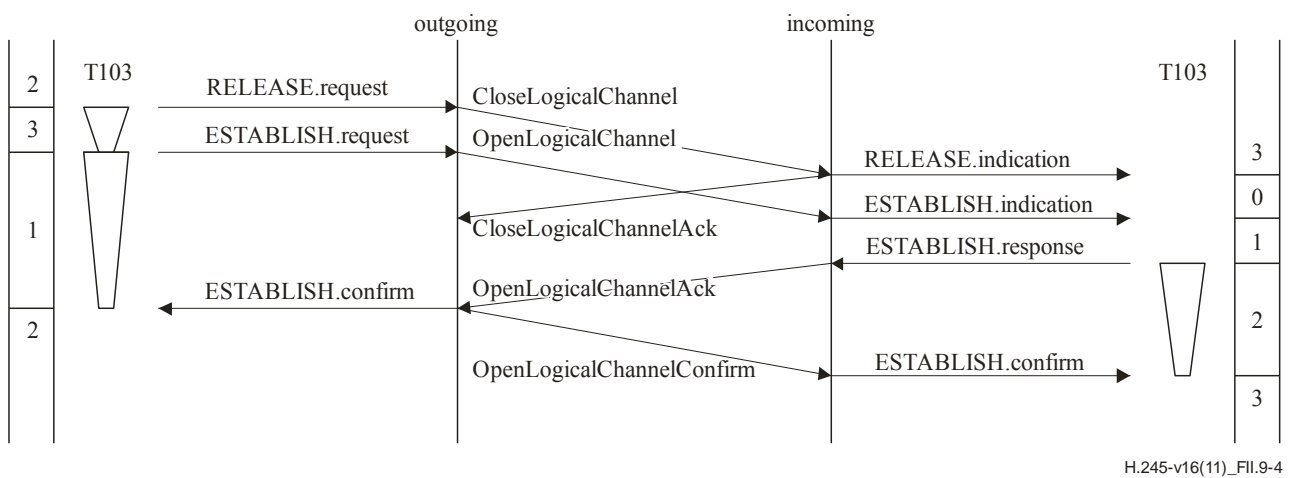 outgoing incoming
2 T103 T103
RELEASE.request CloseLogicalChannel
3 ESTABLISH.request OpenLogicalChannel
RELEASE.indication 3
ESTABLISH.indication 0
1 CloseLogicalChannelAck ESTABLISH.response 1
ESTABLISH.confirm OpenLogicalChannelAck
2 2
OpenLogicalChannelConfirm ESTABLISH.confirm
3
H.245-v16(11)_FII.9-4